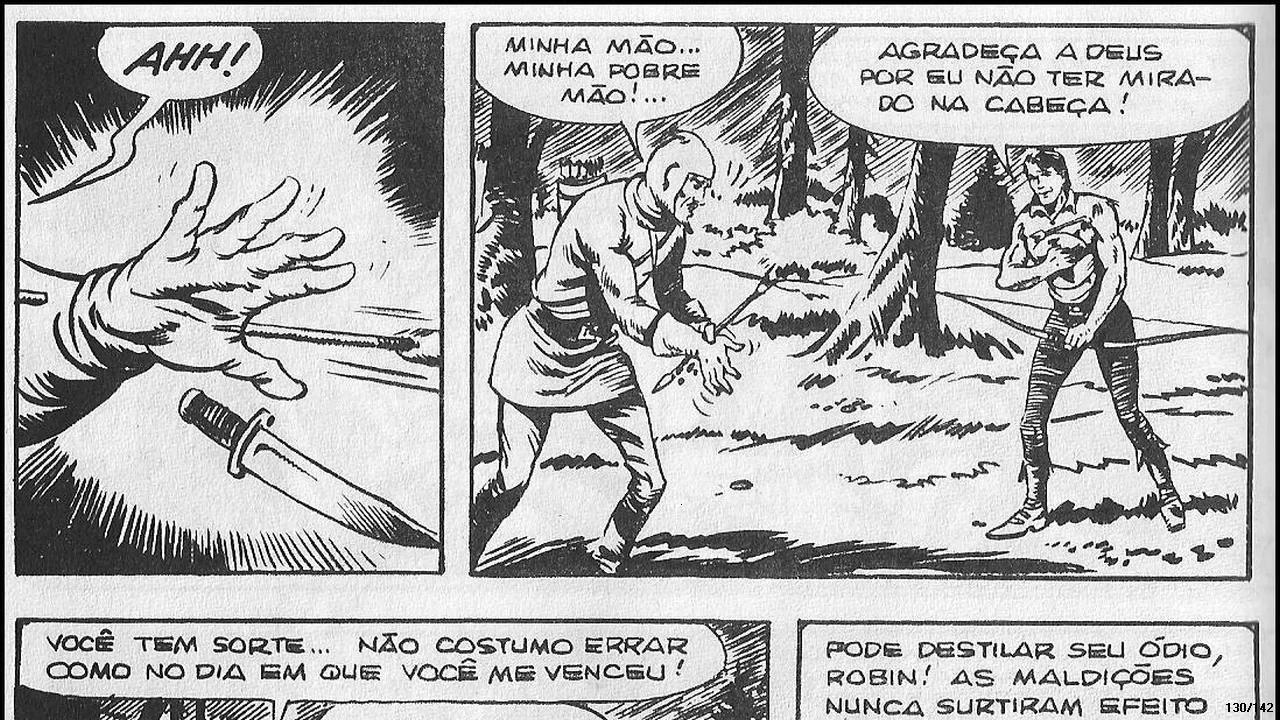 AHH!
MINHA MÃO...
MINHA POBRE
MÃO!...
AGRADEÇA A DEUS
POR EU NÃO TER MIRA-
DO NA CABEÇA!
VOCÊ TEM SORTE... NÃO COSTUMO ERRAR
COMO NO DIA EM QUE VOCÊ ME VENCEU!
PODE DESTILAR SEU ÓDIO,
ROBIN! AS MALDIÇÕES
NUNCA SURTIRAM EFEITO
130/142